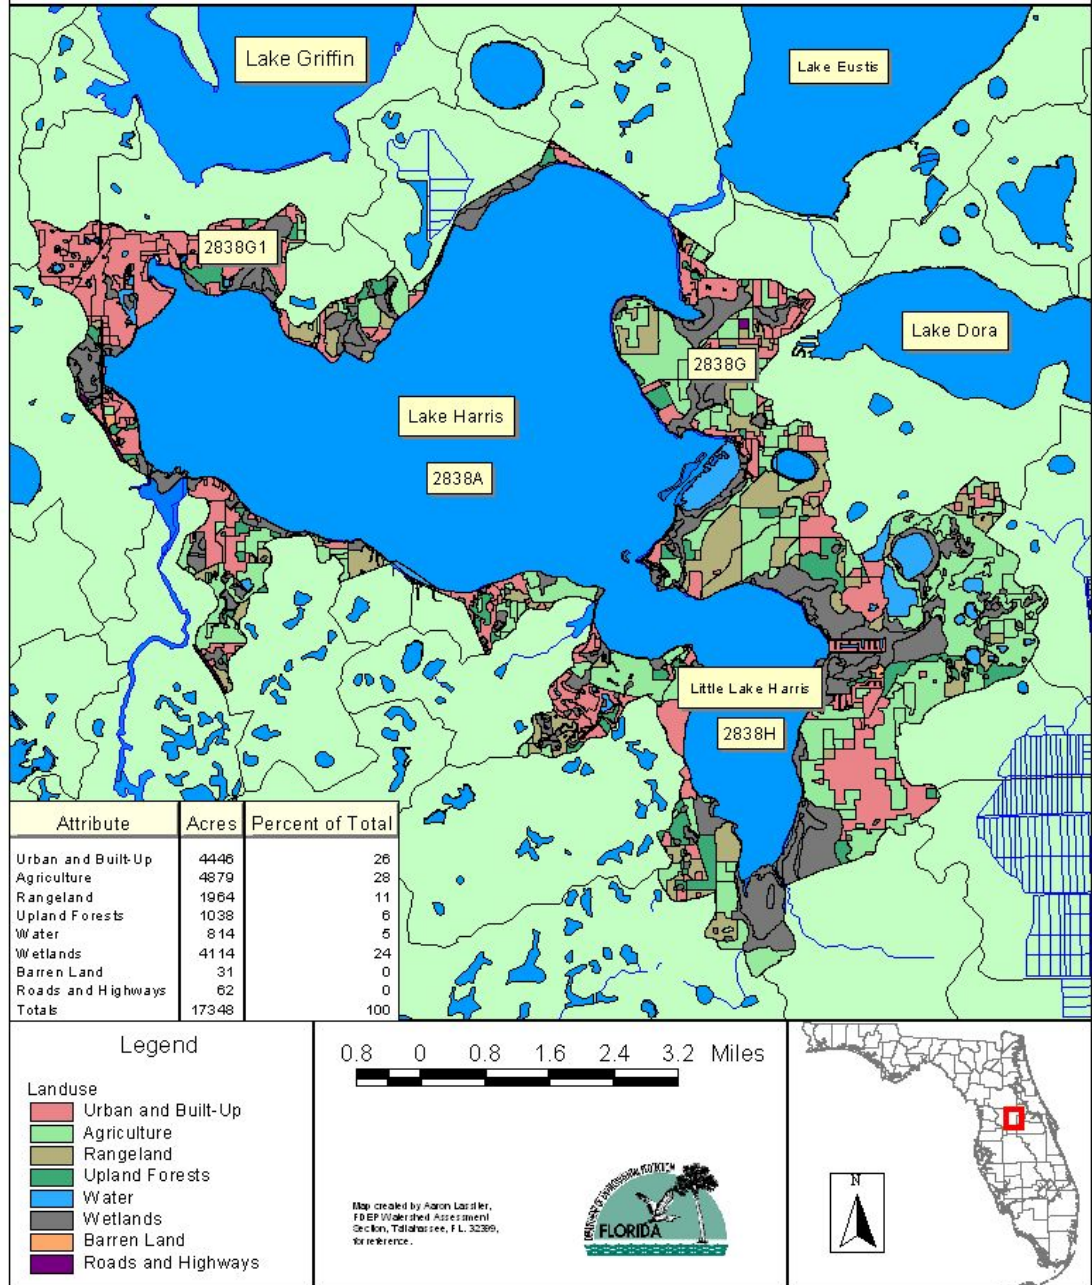 Lake Griffin
Lake Eustis
2838G1
Lake Dora
2838G
Lake Harris
2838A
Little Lake Harris
2838H
Attribute Acres Percent of Total
Urban and Built-Up 4446 26
Agriculture 4879 28
Rangeland 1964 11
Upland Forests 1038 6
Water 814 5
Wetlands 4114 24
Barren Land 31 0
Roads and Highways 62 0
Totals 17348 100
Legend
Landuse
Urban and Built-Up
Agriculture
Rangeland
Upland Forests
Water
Wetlands
Barren Land
Roads and Highways
0.8 0 0.8 1.6 2.4 3.2 Miles
Map created by Aaron Lassiter,
FDEP Watershed Assessment
Section, Tallahassee, FL. 32399,
for reference.
DEPARTMENT OF ENVIRONMENTAL PROTECTION
FLORIDA
N